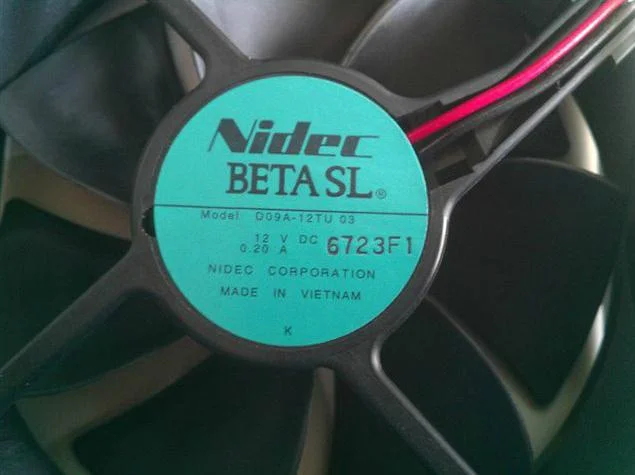 Nidec
BETA SL®
Model D09A-12TU 03
12 V DC
0.20 A 6723F1
NIDEC CORPORATION
MADE IN VIETNAM
K